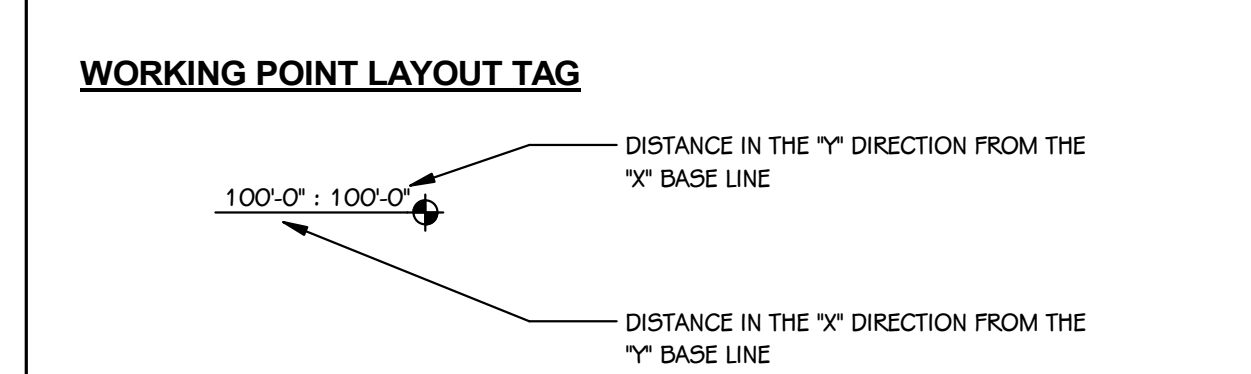 WORKING POINT LAYOUT TAG
DISTANCE IN THE "Y" DIRECTION FROM THE
"X" BASE LINE
100'-0" : 100'-0"
DISTANCE IN THE "X" DIRECTION FROM THE
"Y" BASE LINE